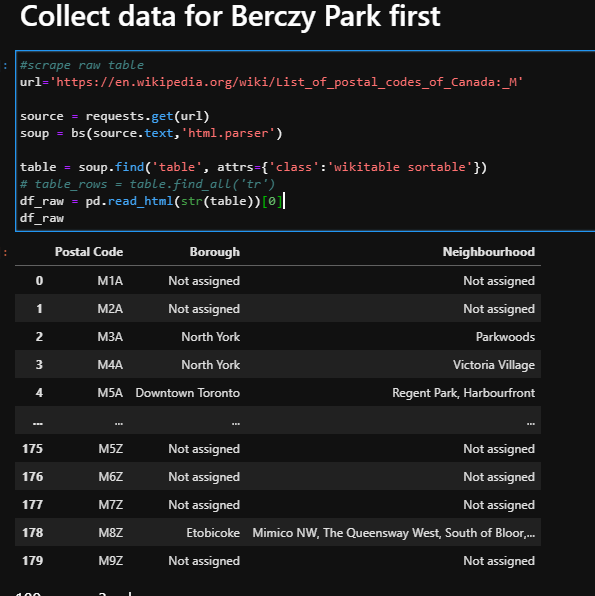 Collect data for Berczy Park first
#scrape raw table
url='https://en.wikipedia.org/wiki/List_of_postal_codes_of_Canada:_M'
source = requests.get(url)
soup = bs(source.text,'html.parser')
table = soup.find('table', attrs={'class':'wikitable sortable'})
# table_rows = table.find_all('tr')
df_raw = pd.read_html(str(table))[0]
df_raw
Postal Code Borough Neighbourhood
0 M1A Not assigned Not assigned
1 M2A Not assigned Not assigned
2 M3A North York Parkwoods
3 M4A North York Victoria Village
4 M5A Downtown Toronto Regent Park, Harbourfront
... ... ... ...
175 M5Z Not assigned Not assigned
176 M6Z Not assigned Not assigned
177 M7Z Not assigned Not assigned
178 M8Z Etobicoke Mimico NW, The Queensway West, South of Bloor,...
179 M9Z Not assigned Not assigned